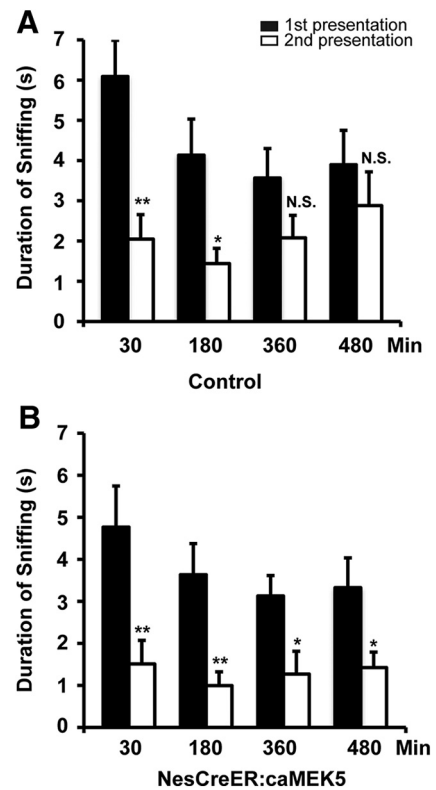 A
1st presentation
2nd presentation
Duration of Sniffing (s)
7
6
5
4
3
2
1
0
**
*
N.S.
N.S.
30 180 360 480 Min
Control
B
Duration of Sniffing (s)
7
6
5
4
3
2
1
0
**
**
*
*
30 180 360 480 Min
NesCreER:caMEK5